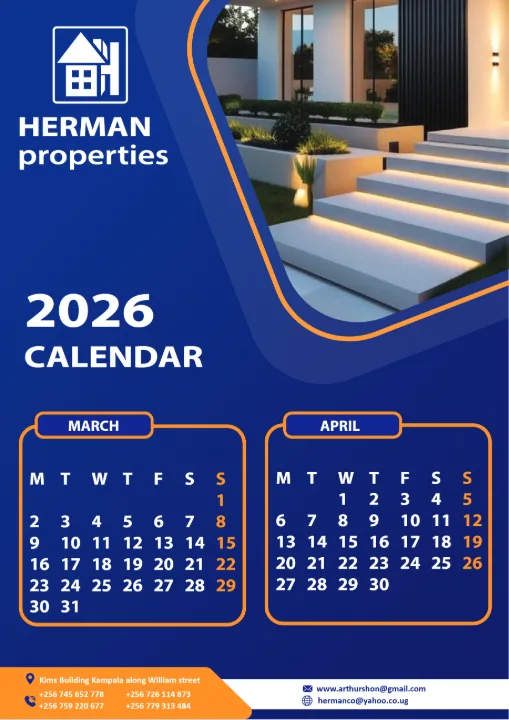 HERMAN
properties
2026
CALENDAR
MARCH
M T W T F S S
1
2 3 4 5 6 7 8
9 10 11 12 13 14 15
16 17 18 19 20 21 22
23 24 25 26 27 28 29
30 31
APRIL
M T W T F S S
1 2 3 4 5
6 7 8 9 10 11 12
13 14 15 16 17 18 19
20 21 22 23 24 25 26
27 28 29 30
Kims Building Kampala along William street
+256 745 652 778 +256 726 114 873
+256 759 220 677 +256 779 313 484
www.arthurshon@gmail.com
hermanco@yahoo.co.ug